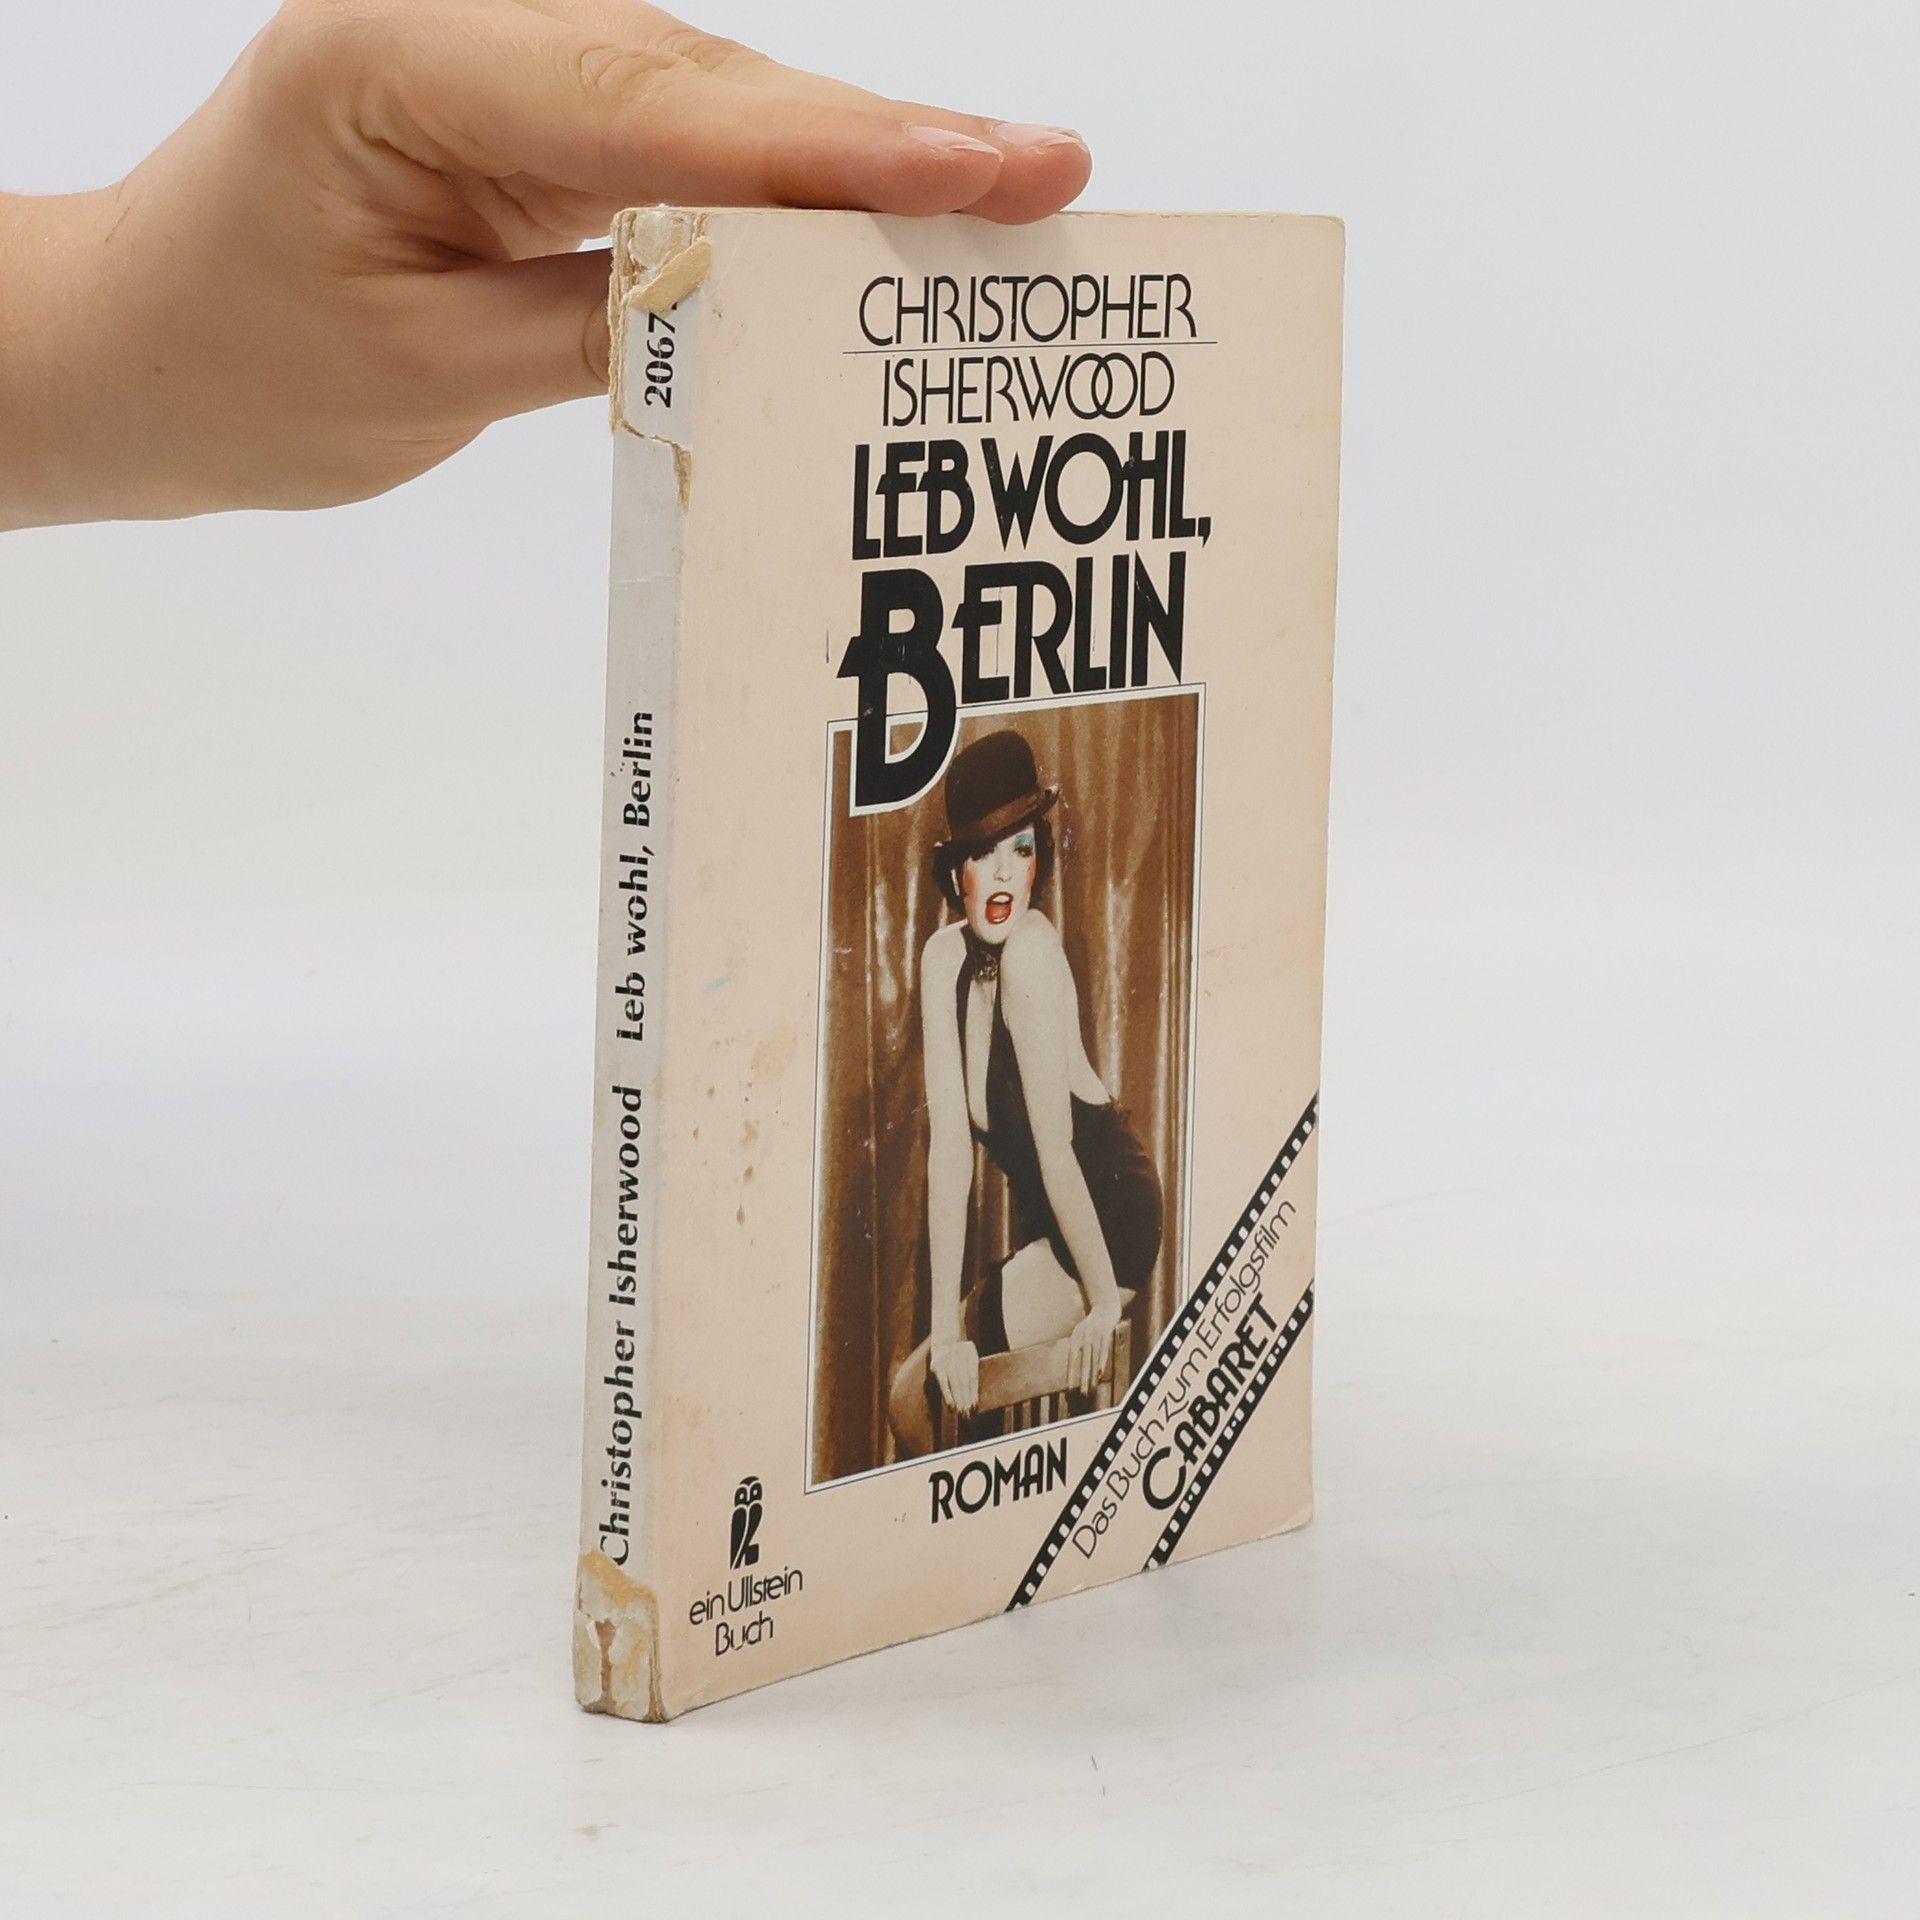 CHRISTOPHER
ISHERWOOD
LEB WOHL,
BERLIN
ROMAN
Das Buch zum Erfolgsfilm
CABARET
ein Ullstein
Buch
Christopher Isherwood Leb wohl, Berlin